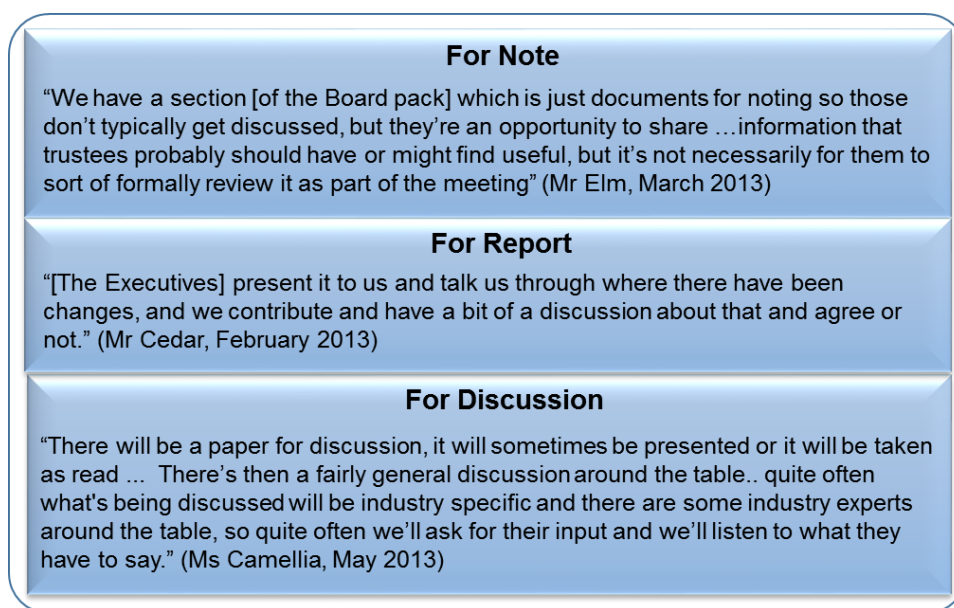 For Note
“We have a section [of the Board pack] which is just documents for noting so those
don’t typically get discussed, but they’re an opportunity to share …information that
trustees probably should have or might find useful, but it’s not necessarily for them to
sort of formally review it as part of the meeting” (Mr Elm, March 2013)
For Report
“[The Executives] present it to us and talk us through where there have been
changes, and we contribute and have a bit of a discussion about that and agree or
not.” (Mr Cedar, February 2013)
For Discussion
“There will be a paper for discussion, it will sometimes be presented or it will be taken
as read ...  There’s then a fairly general discussion around the table.. quite often
what's being discussed will be industry specific and there are some industry experts
around the table, so quite often we’ll ask for their input and we’ll listen to what they
have to say.” (Ms Camellia, May 2013)